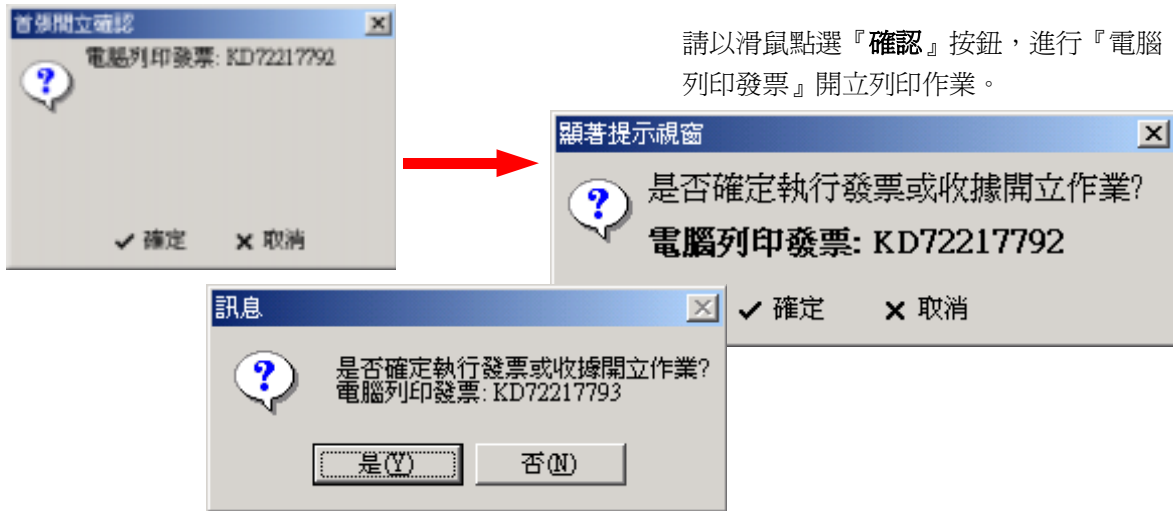 首張開立確認
電腦列印發票: KD72217792
確定 取消
請以滑鼠點選『確認』按鈕，進行『電腦
列印發票』開立列印作業。
顯著提示視窗
是否確定執行發票或收據開立作業?
電腦列印發票: KD72217792
確定 取消
訊息
是否確定執行發票或收據開立作業?
電腦列印發票: KD72217793
是(Y) 否(N)